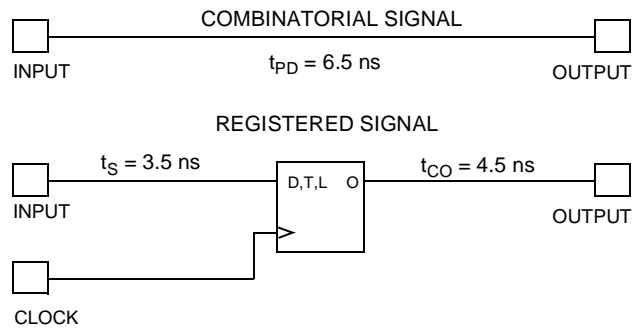 COMBINATORIAL SIGNAL
INPUT
tPD = 6.5 ns
OUTPUT
REGISTERED SIGNAL
tS = 3.5 ns
tCO = 4.5 ns
D,T,L O
INPUT
OUTPUT
CLOCK